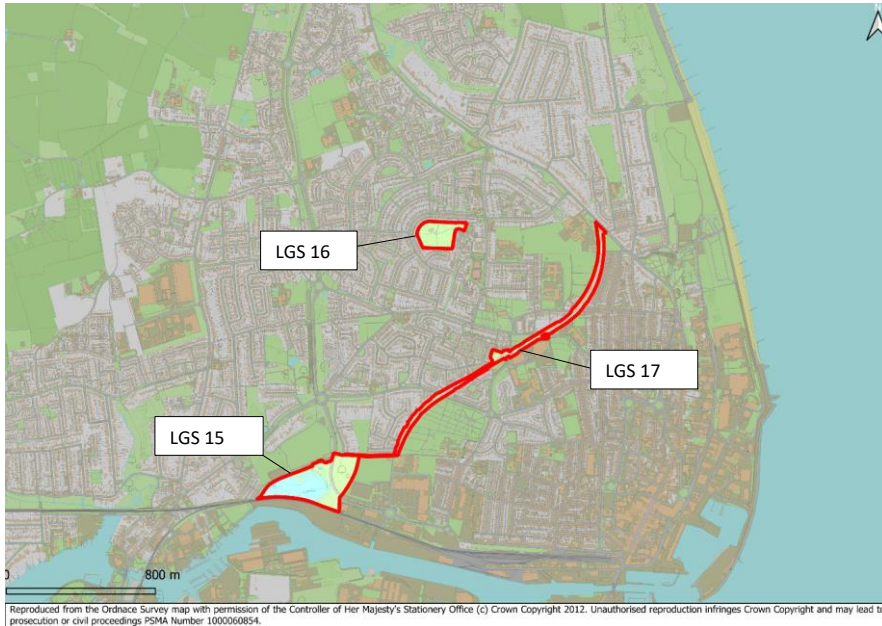 N
LGS 16
LGS 17
LGS 15
0
800 m
Reproduced from the Ordnace Survey map with permission of the Controller of Her Majesty's Stationery Office (c) Crown Copyright 2012. Unauthorised reproduction infringes Crown Copyright and may lead to
prosecution or civil proceedings PSMA Number 1000060854.